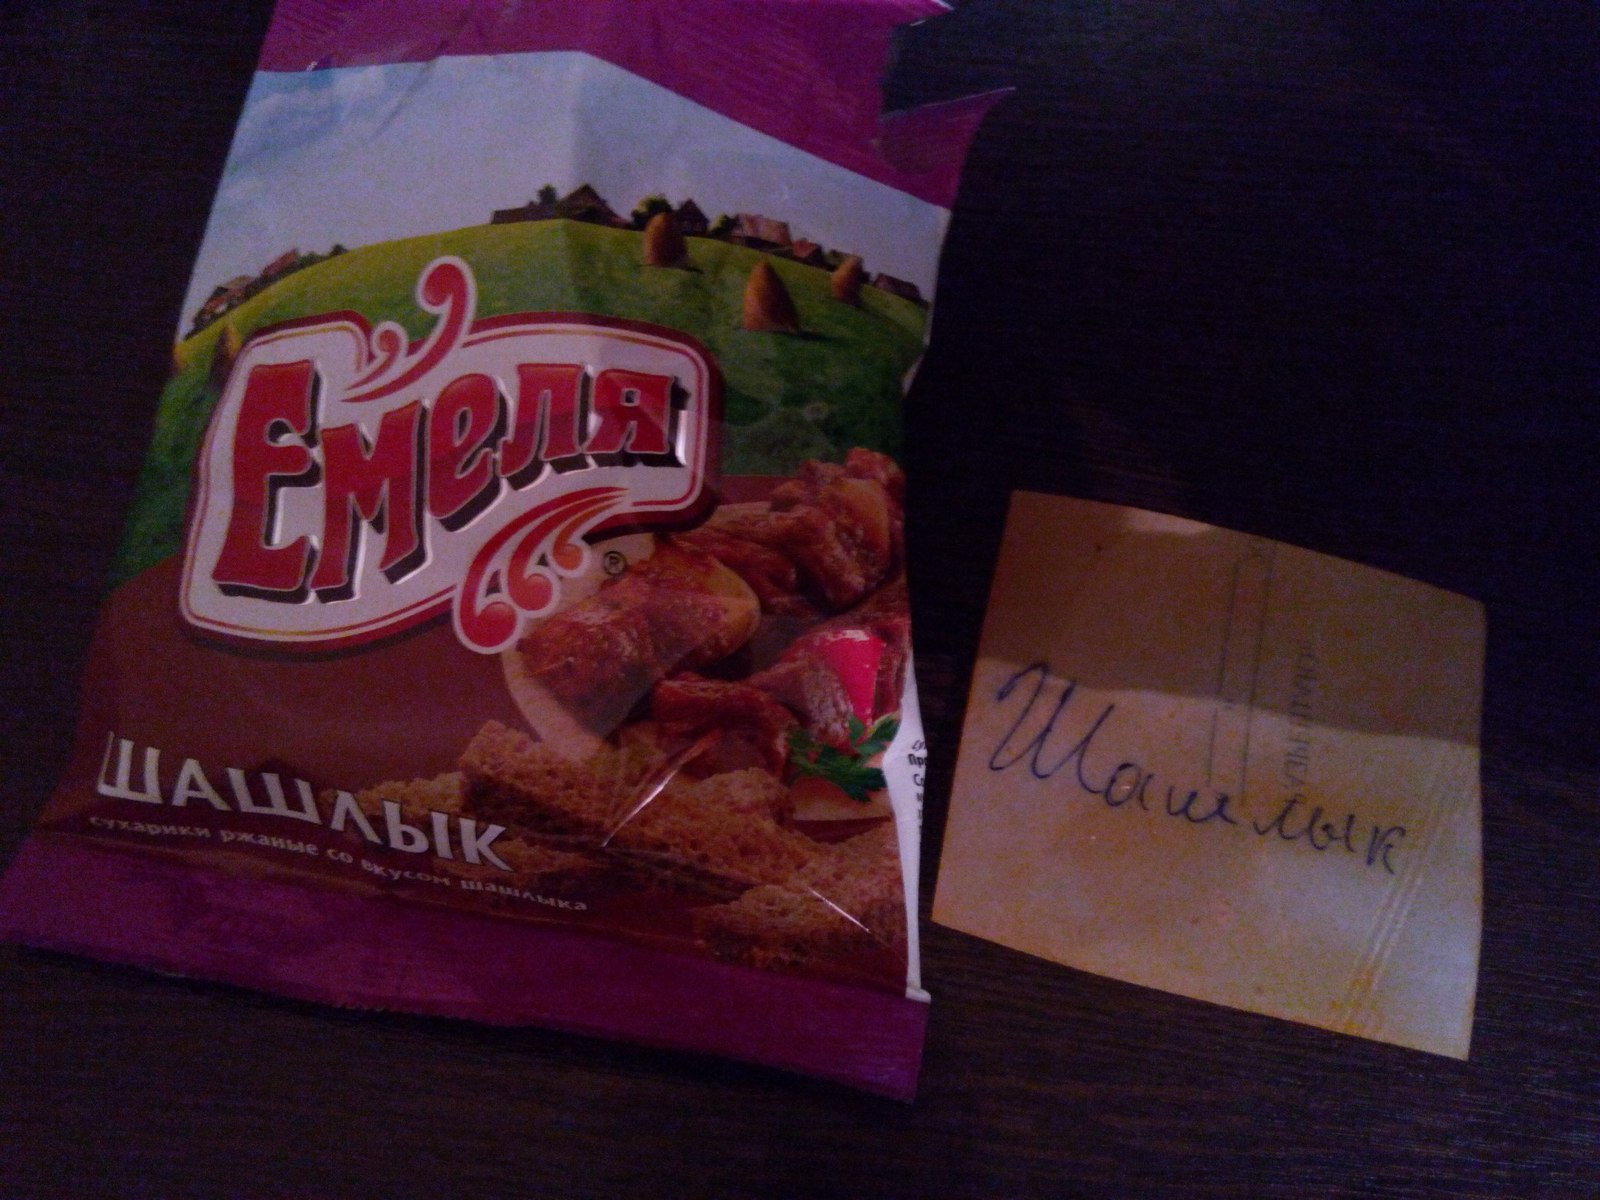 Емеля
®
ШАШЛЫК
сухарики ржаные со вкусом шашлыка
Шашлык